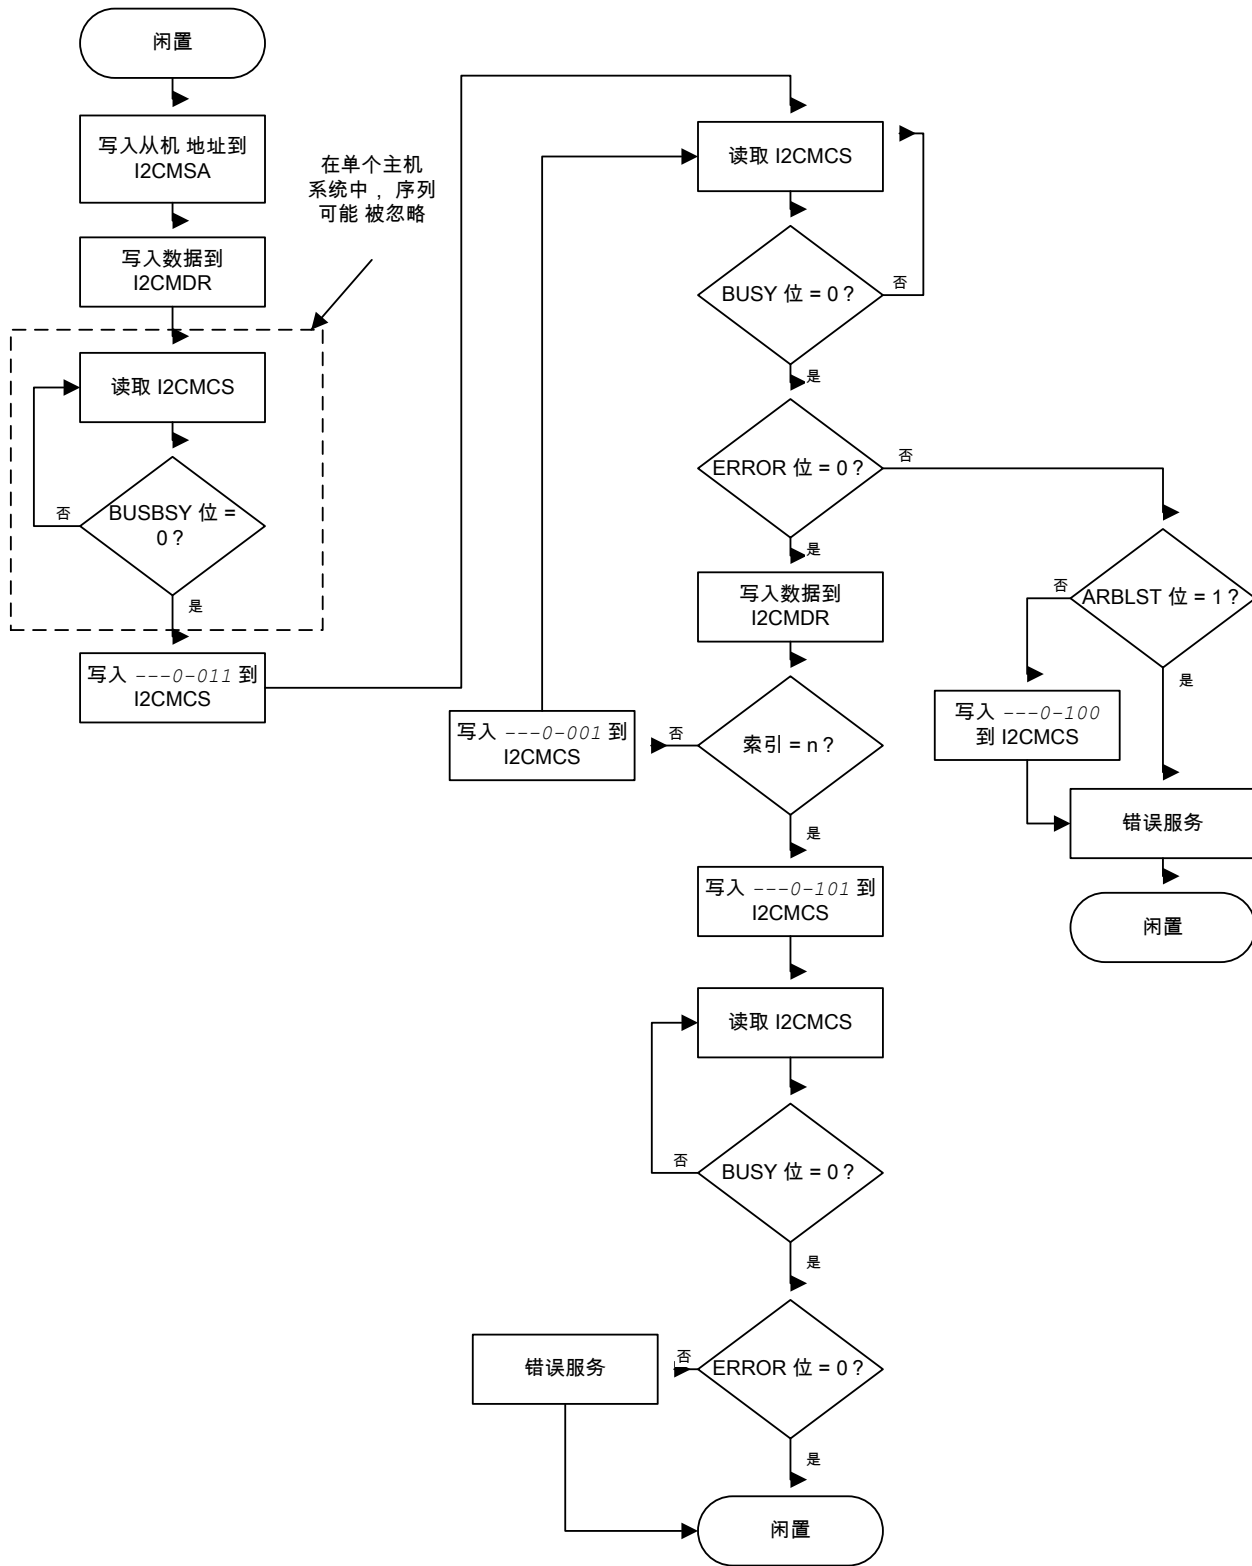 闲置
写入从机 地址到
I2CMSA
写入数据到
I2CMDR
在单个主机
系统中，序列
可能 被忽略
读取 I2CMCS
BUSBSY 位 =
0？
否
是
写入 ---0-011 到
I2CMCS
读取 I2CMCS
BUSY 位 = 0？
否
是
ERROR 位 = 0？
否
是
写入数据到
I2CMDR
索引 = n？
否
写入 ---0-001 到
I2CMCS
是
ARBLST 位 = 1？
否
是
写入 ---0-100
到 I2CMCS
错误服务
闲置
写入 ---0-101 到
I2CMCS
读取 I2CMCS
BUSY 位 = 0？
否
是
ERROR 位 = 0？
否
错误服务
是
闲置